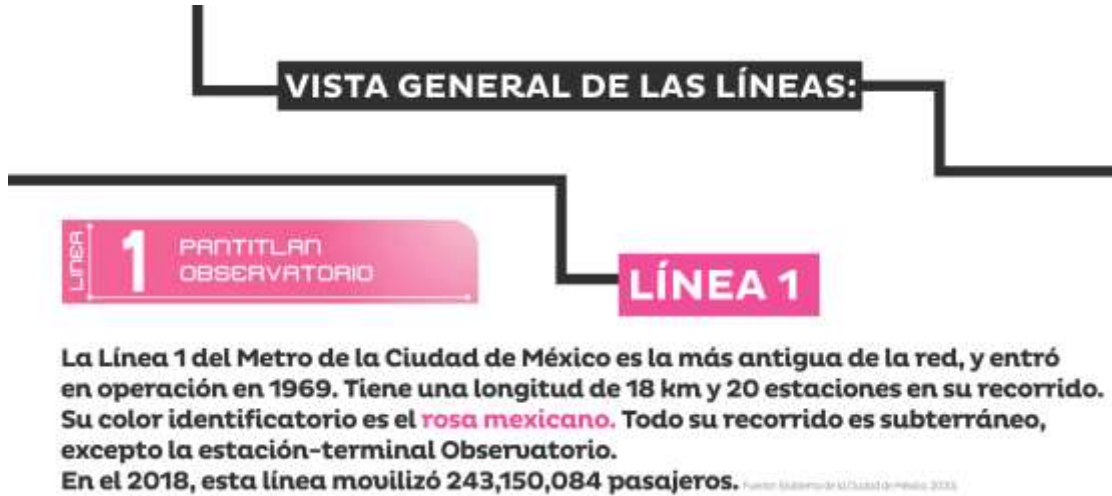 VISTA GENERAL DE LAS LÍNEAS:
LINEA 1 PANTITLAN
OBSERVATORIO
LÍNEA 1
La Línea 1 del Metro de la Ciudad de México es la más antigua de la red, y entró
en operación en 1969. Tiene una longitud de 18 km y 20 estaciones en su recorrido.
Su color identificatorio es el rosa mexicano. Todo su recorrido es subterráneo,
excepto la estación-terminal Observatorio.
En el 2018, esta línea movilizó 243,150,084 pasajeros.